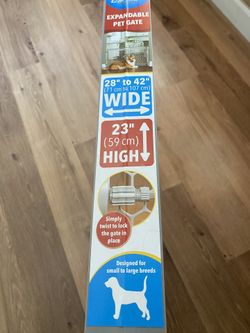 EXPANDABLE
PET GATE
28" to 42"
(71 cm to 107 cm)
WIDE
23"
(59 cm)
HIGH
Simply
twist to lock
the gate in
place
Designed for
small to large breeds